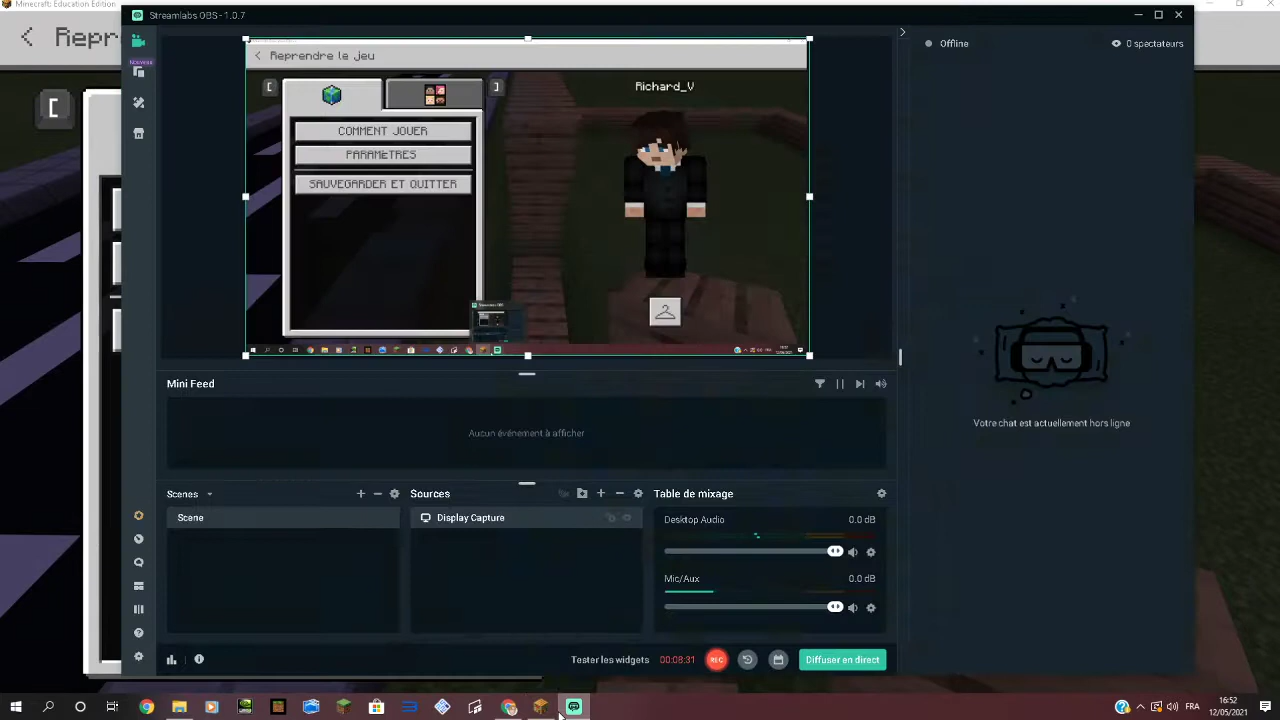 Minecraft: Education Edition
Streamlabs OBS - 1.0.7
Repr
[
NOUVEAU
Reprendre le jeu
[
]
COMMENT JOUER
PARAMÈTRES
SAUVEGARDER ET QUITTER
Richard_V
Offline
0 spectateurs
Votre chat est actuellement hors ligne
Mini Feed
Aucun événement à afficher
Scenes
Scene
Sources
Display Capture
Table de mixage
Desktop Audio
0.0 dB
Mic/Aux
0.0 dB
Tester les widgets
00:08:31
REC
Diffuser en direct
FRA
16:52
12/05/2021